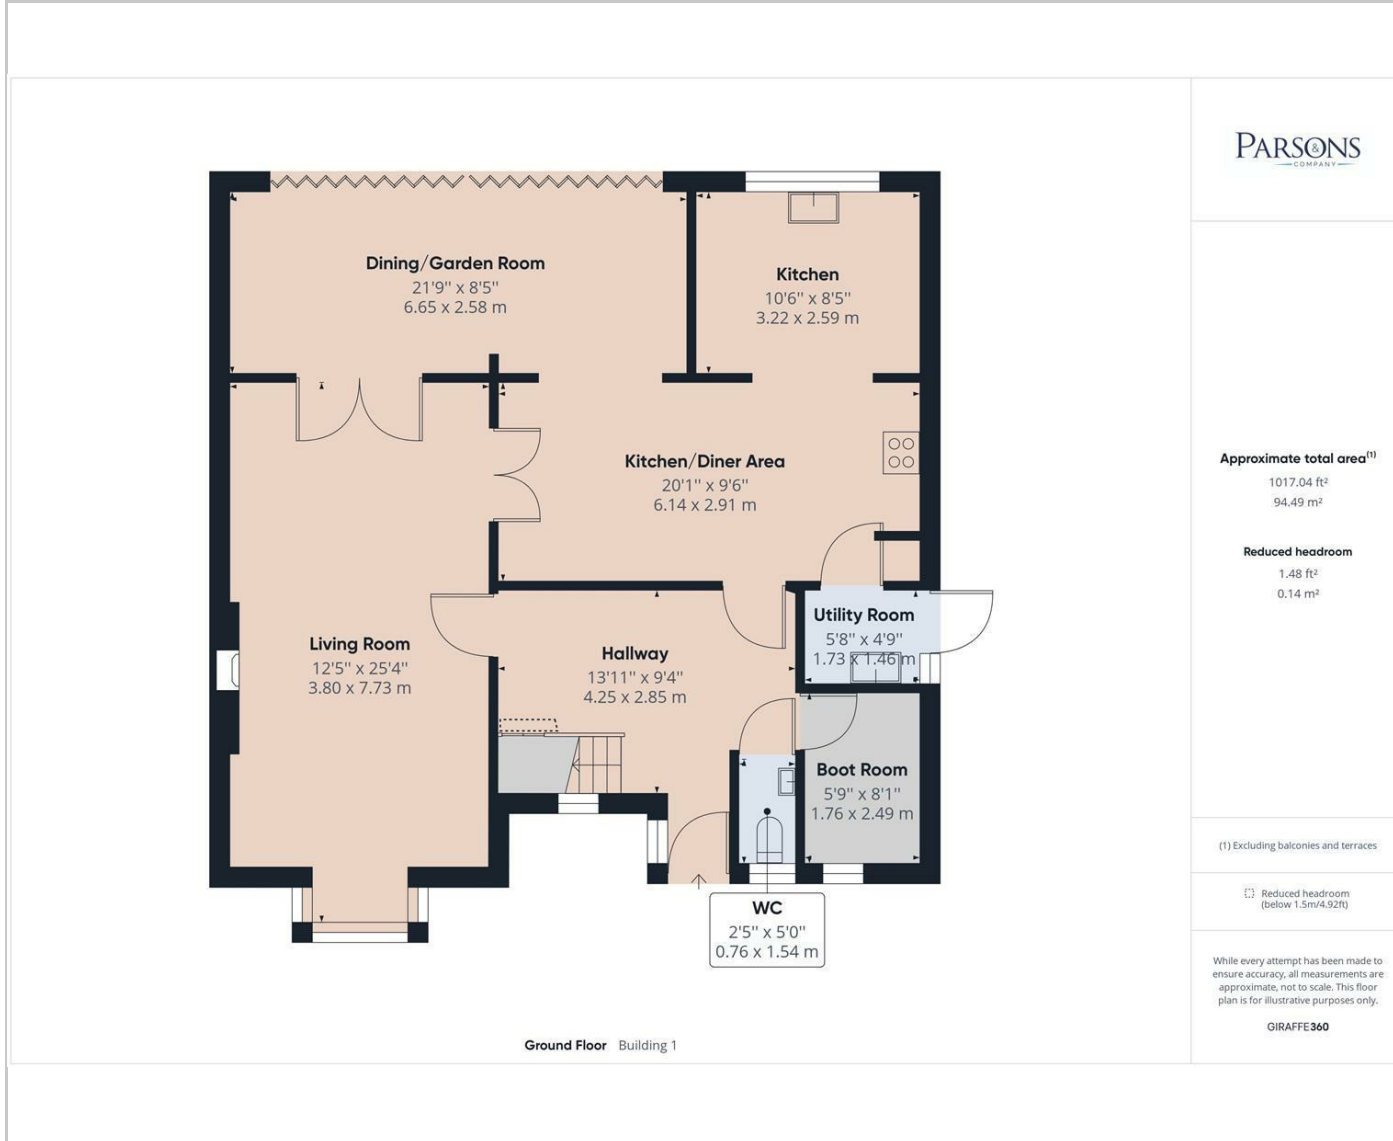 Dining/Garden Room
21'9" x 8'5"
6.65 x 2.58 m
Kitchen
10'6" x 8'5"
3.22 x 2.59 m
Kitchen/Diner Area
20'1" x 9'6"
6.14 x 2.91 m
Living Room
12'5" x 25'4"
3.80 x 7.73 m
Hallway
13'11" x 9'4"
4.25 x 2.85 m
Utility Room
5'8" x 4'9"
1.73 x 1.46 m
Boot Room
5'9" x 8'1"
1.76 x 2.49 m
WC
2'5" x 5'0"
0.76 x 1.54 m
Ground Floor Building 1
PARSONS
&
COMPANY
Approximate total area(1)
1017.04 ft²
94.49 m²
Reduced headroom
1.48 ft²
0.14 m²
(1) Excluding balconies and terraces
Reduced headroom
(below 1.5m/4.92ft)
While every attempt has been made to
ensure accuracy, all measurements are
approximate, not to scale. This floor
plan is for illustrative purposes only.
GIRAFFE360